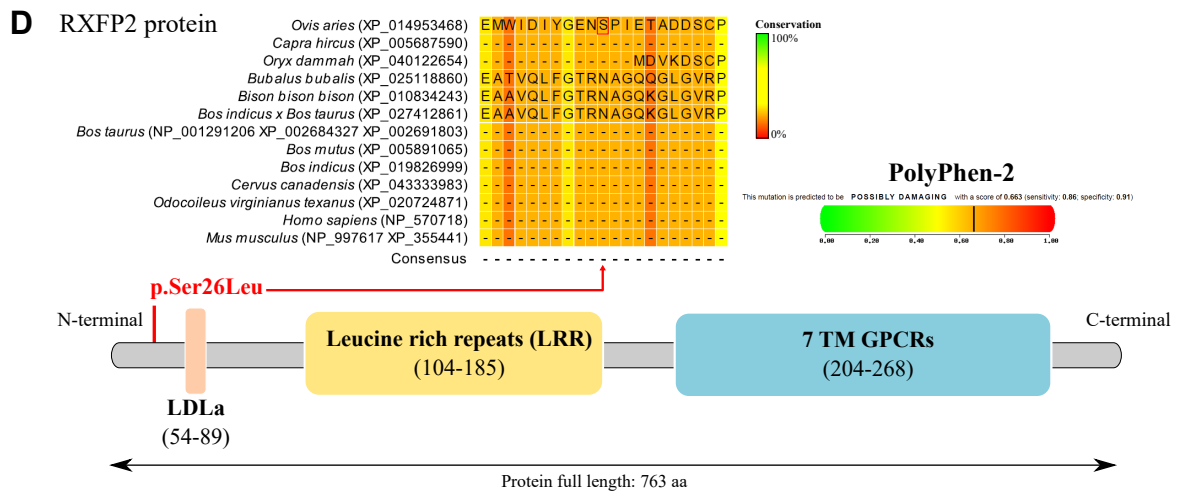 D RXFP2 protein
Ovis aries (XP_014953468) EMWIDIYGENSPIETADDSCP
Capra hircus (XP_005687590) ---------------------
Oryx dammah (XP_040122654) -------------MDVKDSCP
Bubalus bubalis (XP_025118860) EATVQLFGTRNAGQQGLGVRP
Bison bison bison (XP_010834243) EAAVQLFGTRNAGQKGLGVRP
Bos indicus x Bos taurus (XP_027412861) EAAVQLFGTRNAGQKGLGVRP
Bos taurus (NP_001291206 XP_002684327 XP_002691803) ---------------------
Bos mutus (XP_005891065) ---------------------
Bos indicus (XP_019826999) ---------------------
Cervus canadensis (XP_043333983) ---------------------
Odocoileus virginianus texanus (XP_020724871) ---------------------
Homo sapiens (NP_570718) ---------------------
Mus musculus (NP_997617 XP_355441) ---------------------
Consensus ---------------------
Conservation
100%
0%
PolyPhen-2
This mutation is predicted to be POSSIBLY DAMAGING with a score of 0.663 (sensitivity: 0.86; specificity: 0.91)
0.00 0.20 0.40 0.60 0.80 1.00
p.Ser26Leu
N-terminal
C-terminal
Leucine rich repeats (LRR)
(104-185)
7 TM GPCRs
(204-268)
LDLa
(54-89)
Protein full length: 763 aa